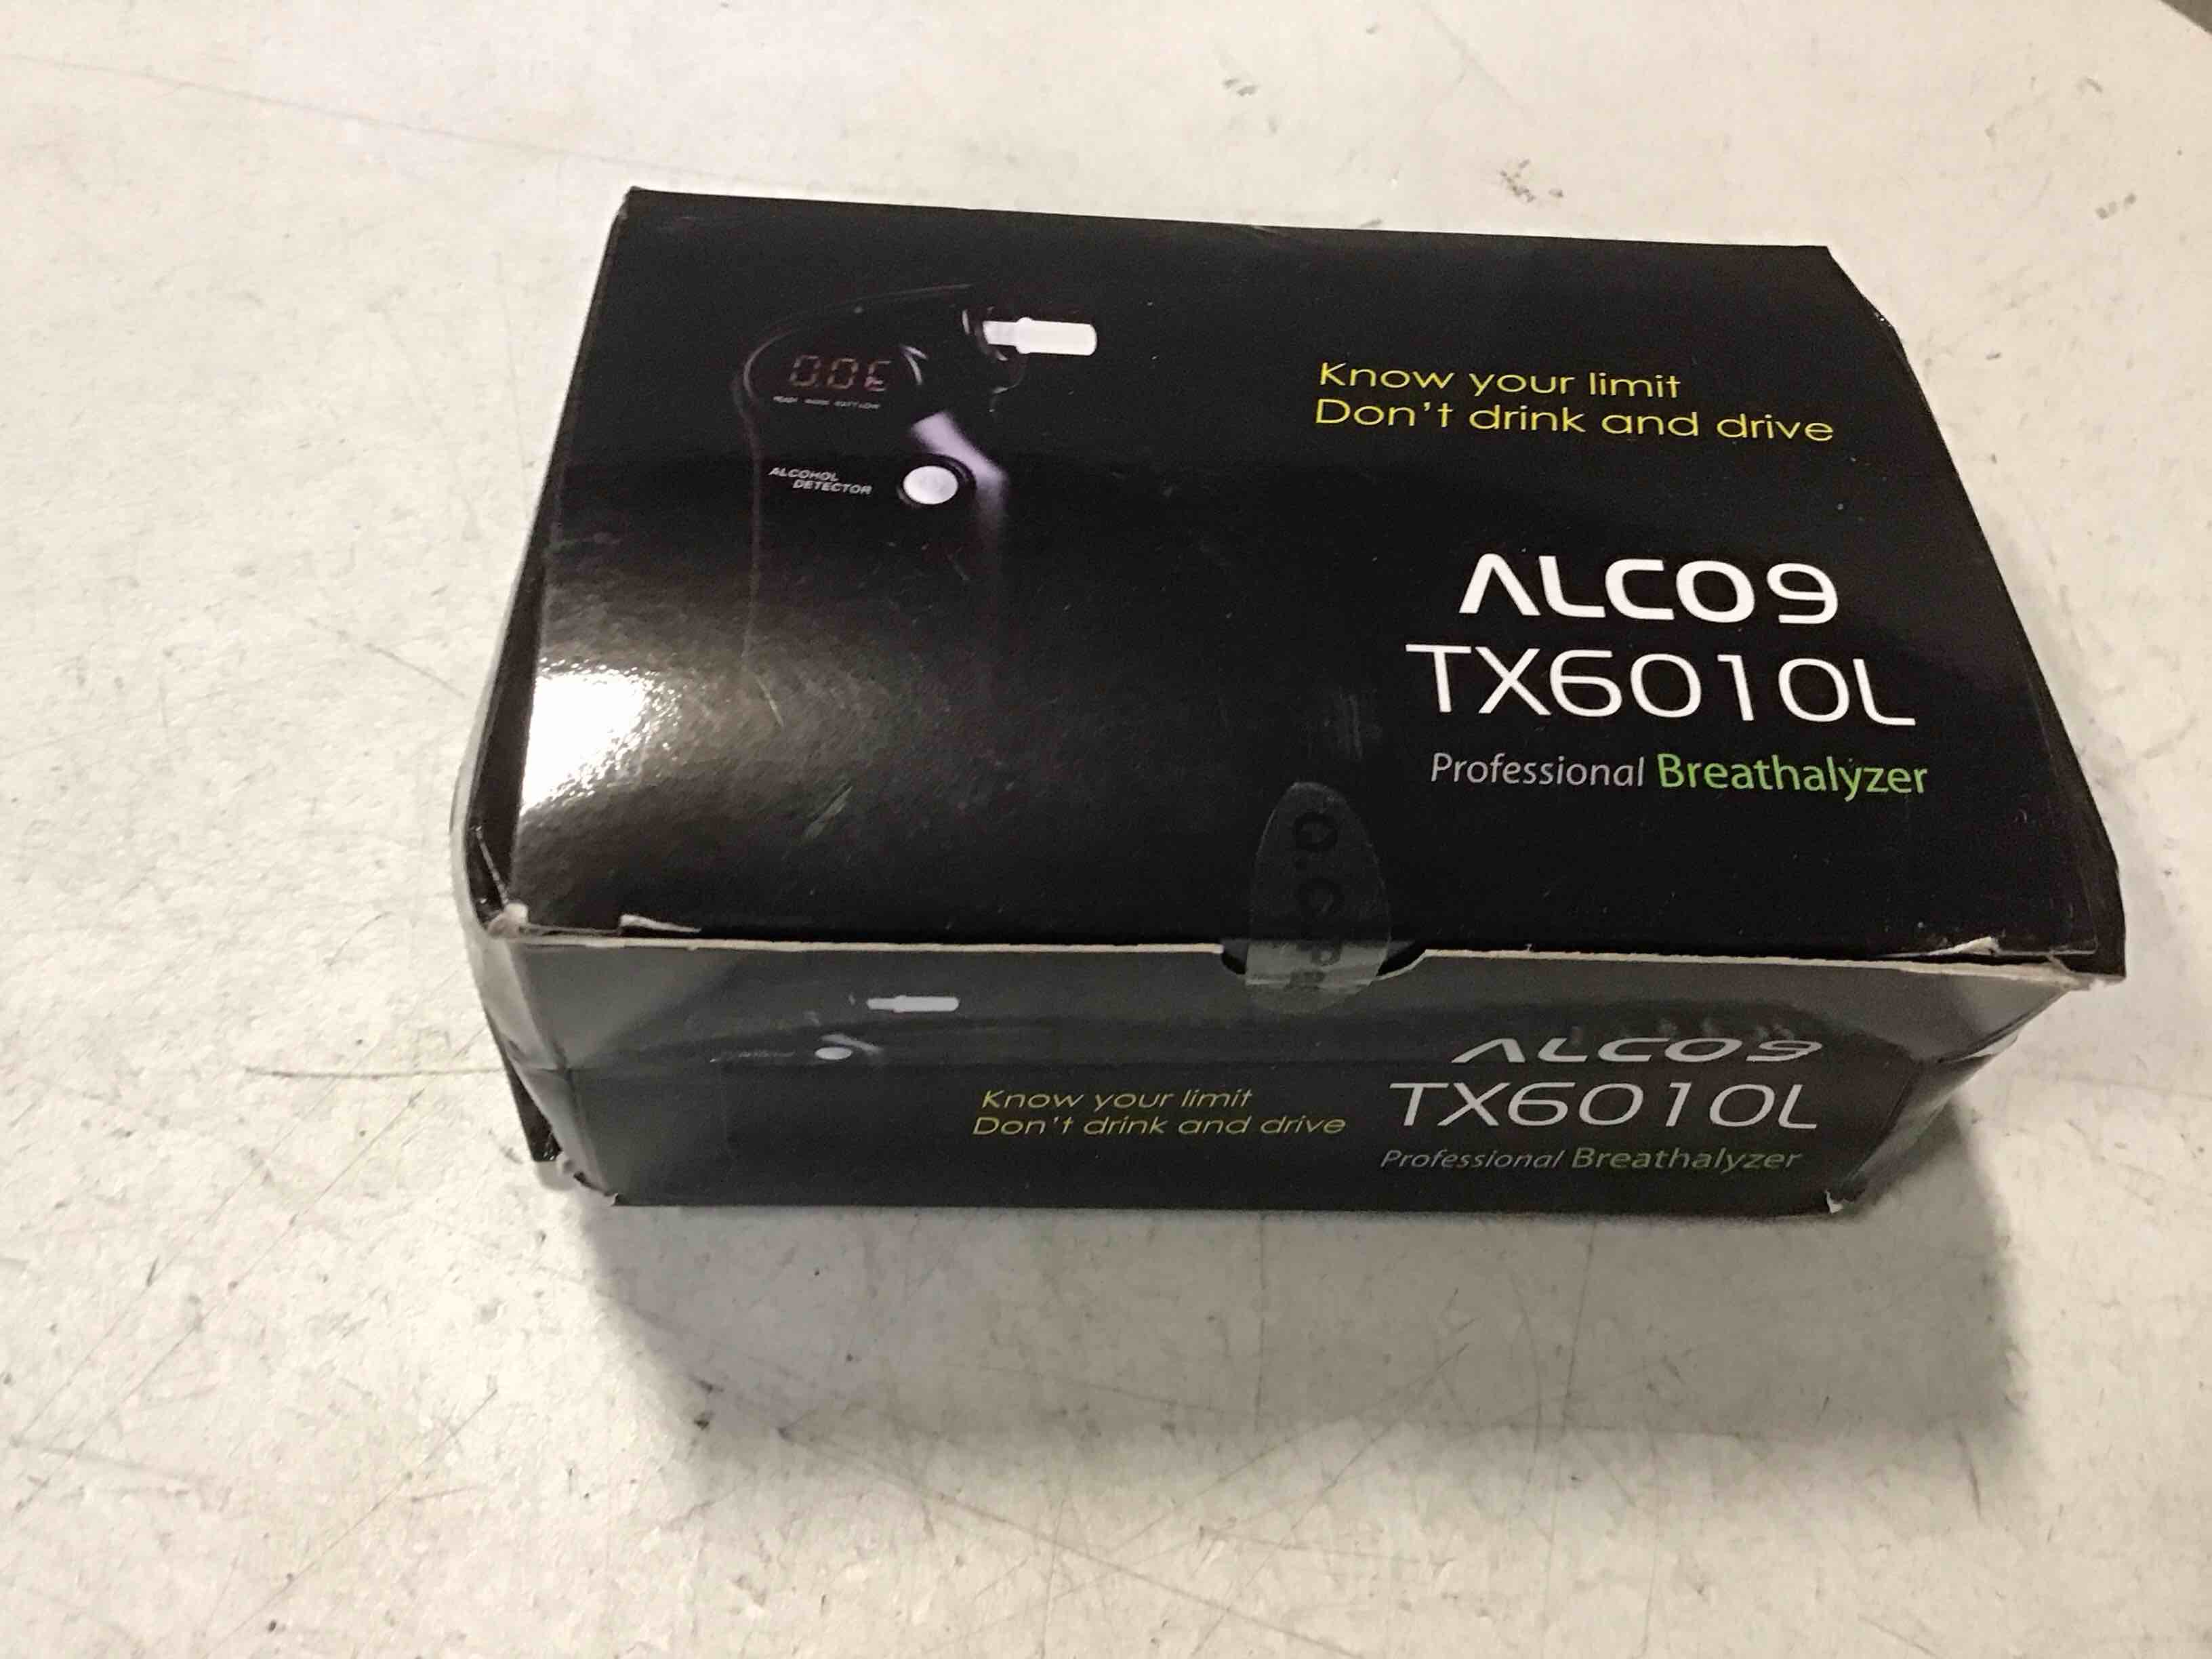 0.0E
ALCOHOL
DETECTOR
Know your limit
Don't drink and drive
ALCO9
TX6010L
Professional Breathalyzer
Know your limit
Don't drink and drive
ALCO9
TX6010L
Professional Breathalyzer